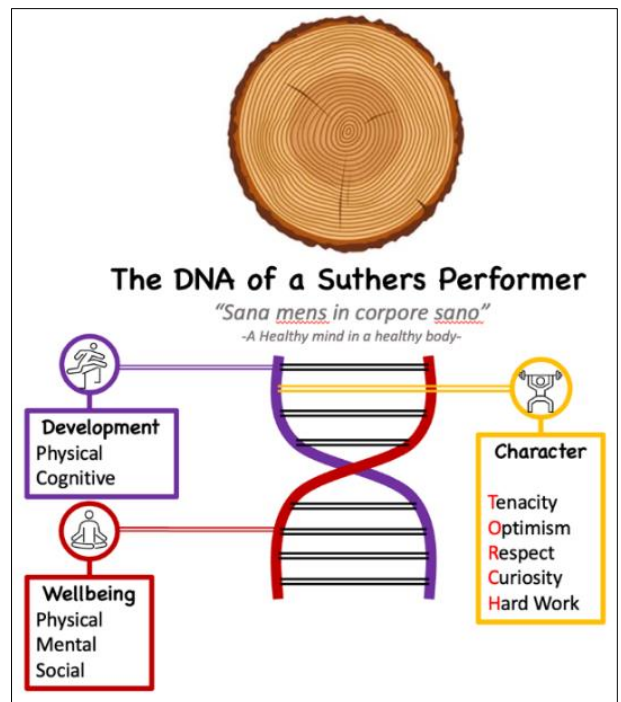 The DNA of a Suthers Performer
“Sana mens in corpore sano”
-A Healthy mind in a healthy body-
Development
Physical
Cognitive
Wellbeing
Physical
Mental
Social
Character
Tenacity
Optimism
Respect
Curiosity
Hard Work